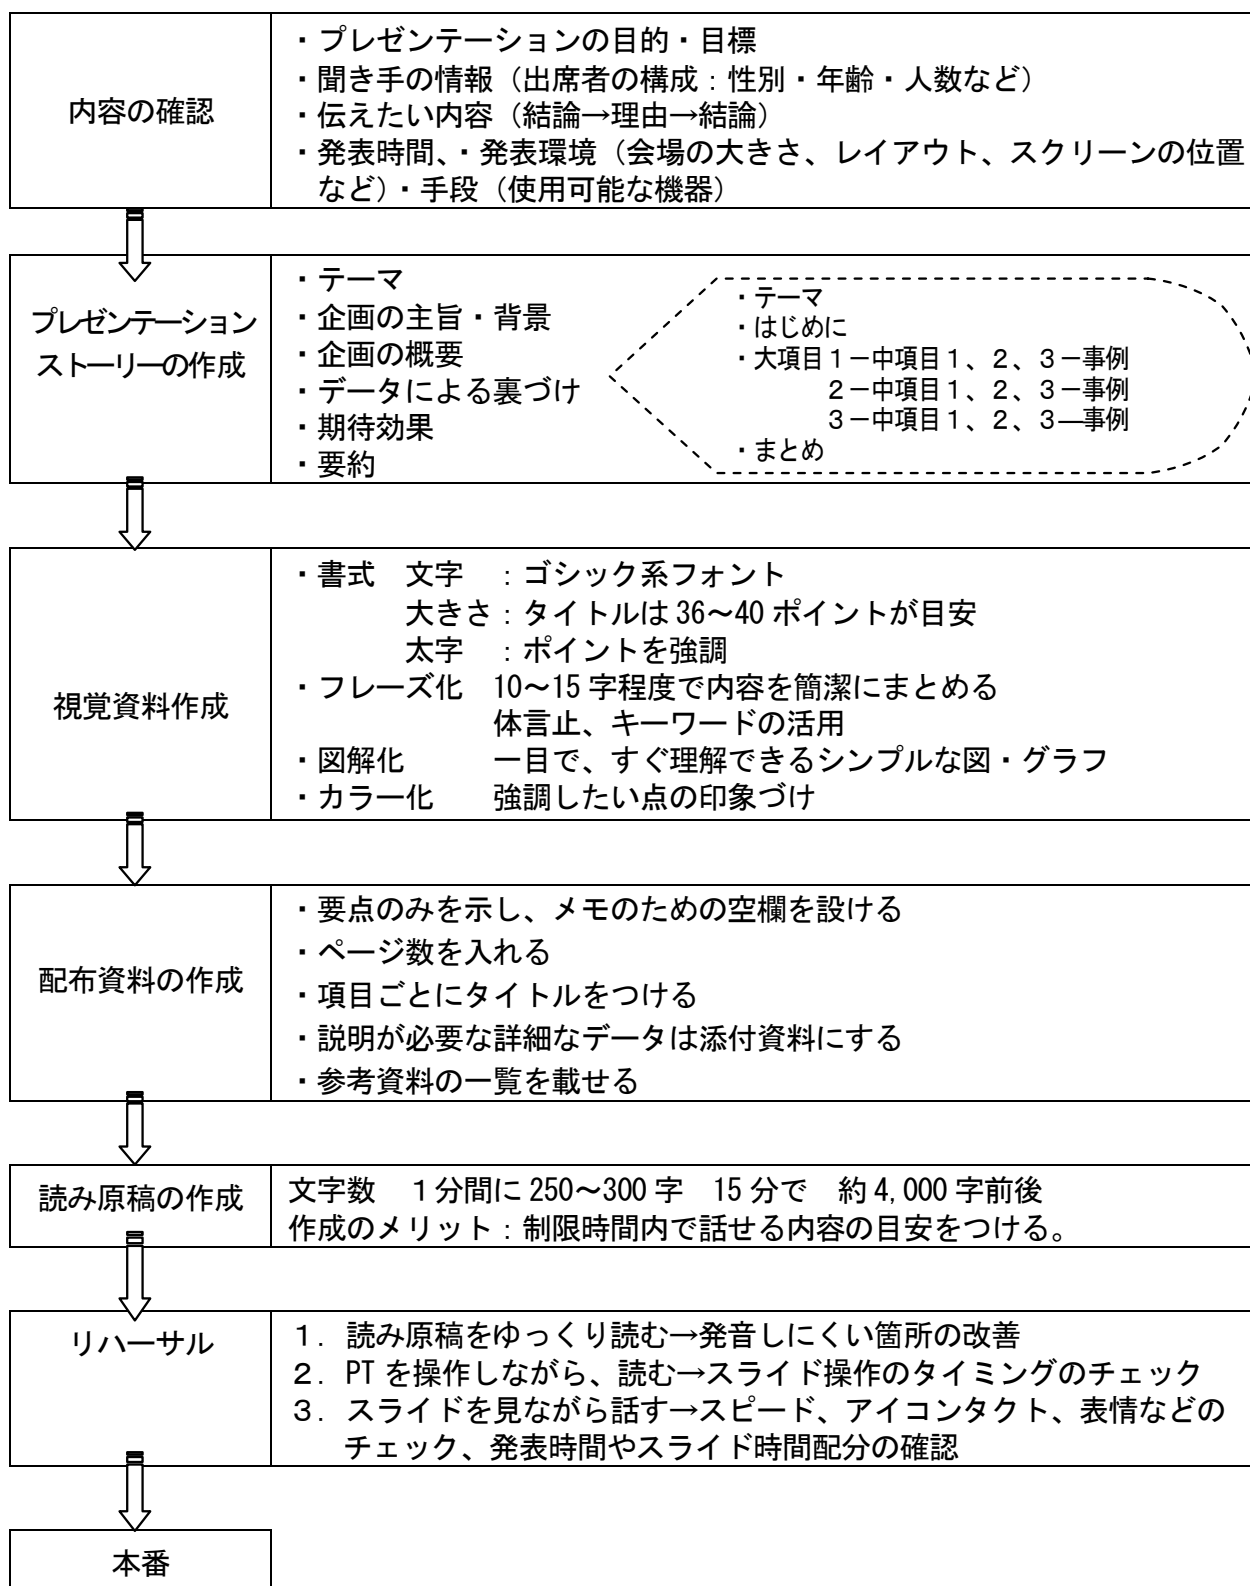 内容の確認
・プレゼンテーションの目的・目標
・聞き手の情報（出席者の構成：性別・年齢・人数など）
・伝えたい内容（結論→理由→結論）
・発表時間、・発表環境（会場の大きさ、レイアウト、スクリーンの位置
など）・手段（使用可能な機器）
プレゼンテーション
ストーリーの作成
・テーマ
・企画の主旨・背景
・企画の概要
・データによる裏づけ
・期待効果
・要約
・テーマ
・はじめに
・大項目１－中項目１、２、３－事例
２－中項目１、２、３－事例
３－中項目１、２、３―事例
・まとめ
視覚資料作成
・書式　文字　：ゴシック系フォント
大きさ：タイトルは 36～40 ポイントが目安
太字　：ポイントを強調
・フレーズ化　10～15 字程度で内容を簡潔にまとめる
体言止、キーワードの活用
・図解化　　一目で、すぐ理解できるシンプルな図・グラフ
・カラー化　強調したい点の印象づけ
配布資料の作成
・要点のみを示し、メモのための空欄を設ける
・ページ数を入れる
・項目ごとにタイトルをつける
・説明が必要な詳細なデータは添付資料にする
・参考資料の一覧を載せる
読み原稿の作成
文字数　１分間に 250～300 字　15 分で　約 4,000 字前後
作成のメリット：制限時間内で話せる内容の目安をつける。
リハーサル
１．読み原稿をゆっくり読む→発音しにくい箇所の改善
２．PT を操作しながら、読む→スライド操作のタイミングのチェック
３．スライドを見ながら話す→スピード、アイコンタクト、表情などの
チェック、発表時間やスライド時間配分の確認
本番